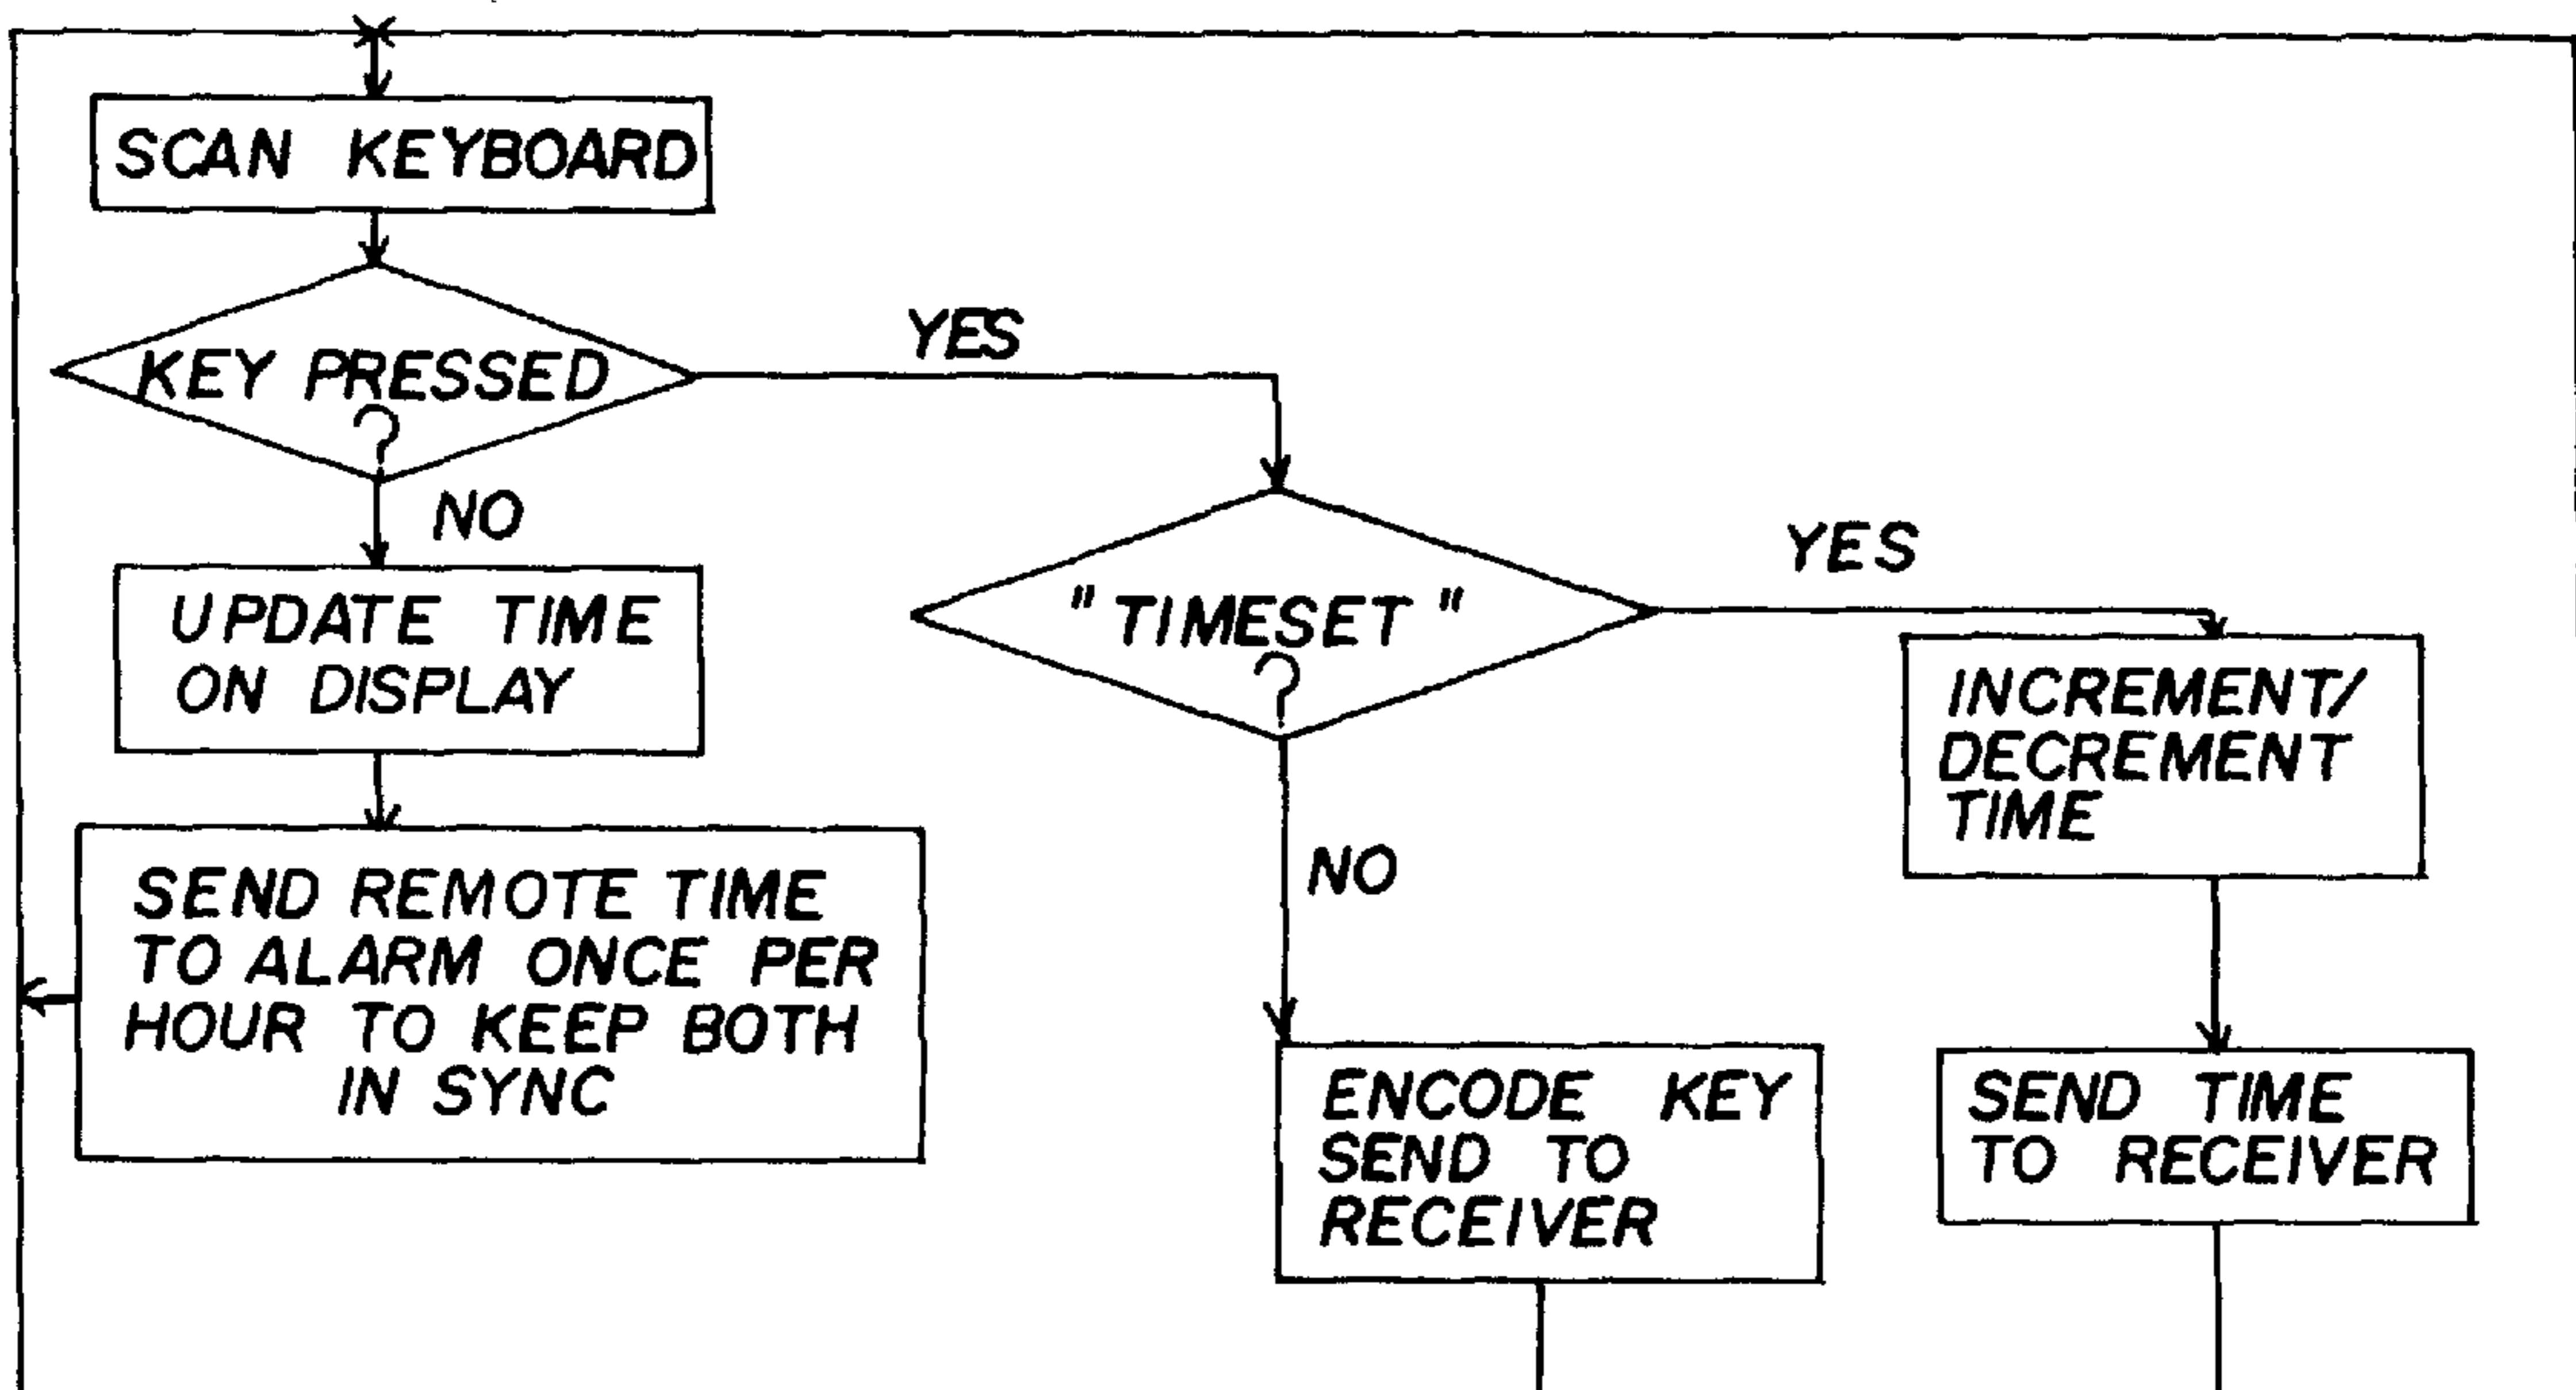 SCAN KEYBOARD
KEY PRESSED
?
YES
NO
UPDATE TIME
ON DISPLAY
SEND REMOTE TIME
TO ALARM ONCE PER
HOUR TO KEEP BOTH
IN SYNC
"TIMESET"
?
YES
NO
INCREMENT/
DECREMENT
TIME
ENCODE KEY
SEND TO
RECEIVER
SEND TIME
TO RECEIVER